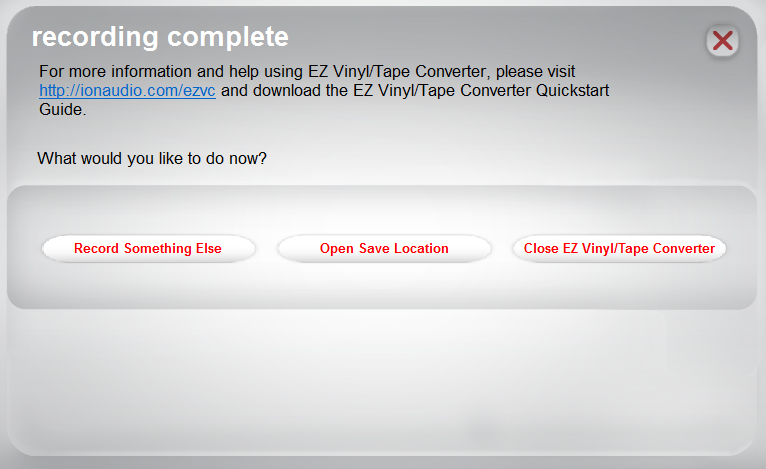 recording complete
For more information and help using EZ Vinyl/Tape Converter, please visit
http://ionaudio.com/ezvc and download the EZ Vinyl/Tape Converter Quickstart
Guide.
What would you like to do now?
Record Something Else
Open Save Location
Close EZ Vinyl/Tape Converter